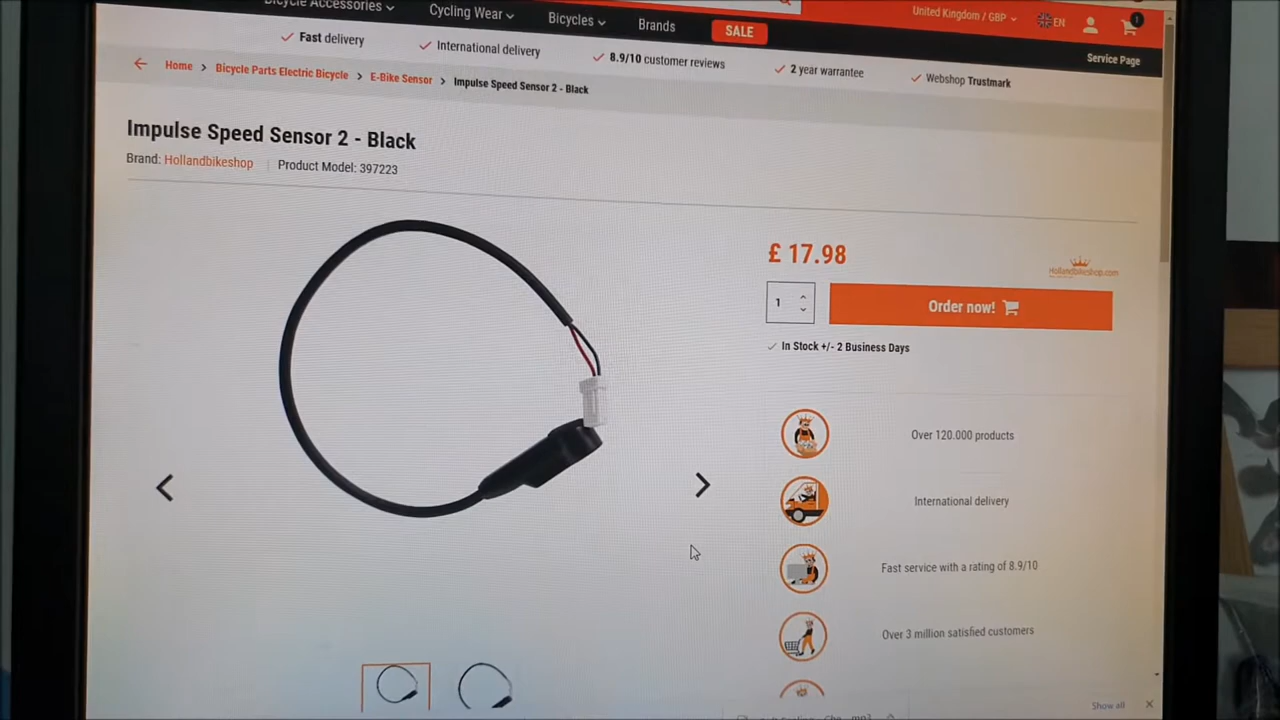 Bicycle Accessories
Cycling Wear
Bicycles
Brands
SALE
United Kingdom / GBP
EN
1
Fast delivery
International delivery
8.9/10 customer reviews
2 year warrantee
Webshop Trustmark
Service Page
Home > Bicycle Parts Electric Bicycle > E-Bike Sensor > Impulse Speed Sensor 2 - Black
Impulse Speed Sensor 2 - Black
Brand: Hollandbikeshop | Product Model: 397223
£ 17.98
Hollandbikeshop.com
1
Order now!
In Stock +/- 2 Business Days
Over 120.000 products
International delivery
Fast service with a rating of 8.9/10
Over 3 million satisfied customers
Show all